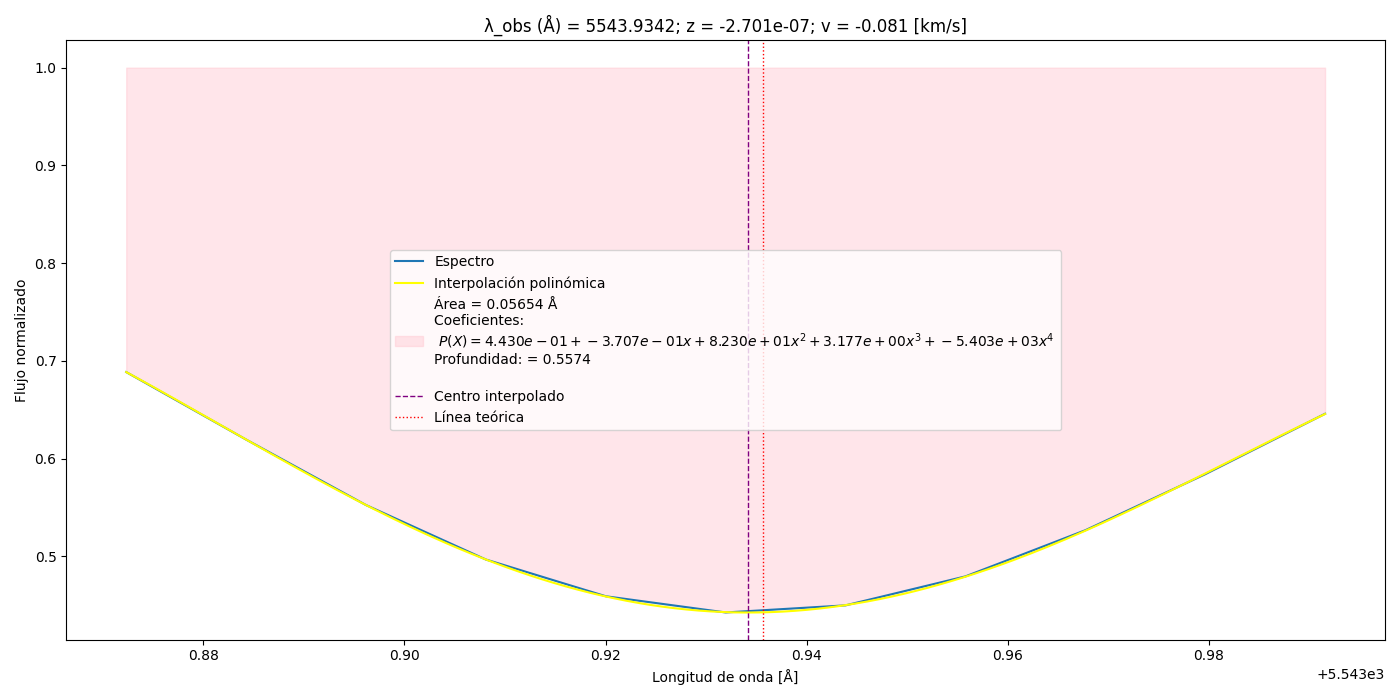 λ_obs (Å) = 5543.9342; z = -2.701e-07; v = -0.081 [km/s]
Flujo normalizado
1.0
0.9
0.8
0.7
0.6
0.5
Espectro
Interpolación polinómica
Área = 0.05654 Å
Coeficientes:
P(X) = 4.430e − 01 + − 3.707e − 01x + 8.230e + 01x² + 3.177e + 00x³ + − 5.403e + 03x⁴
Profundidad: = 0.5574
Centro interpolado
Línea teórica
0.88 0.90 0.92 0.94 0.96 0.98
+5.543e3
Longitud de onda [Å]